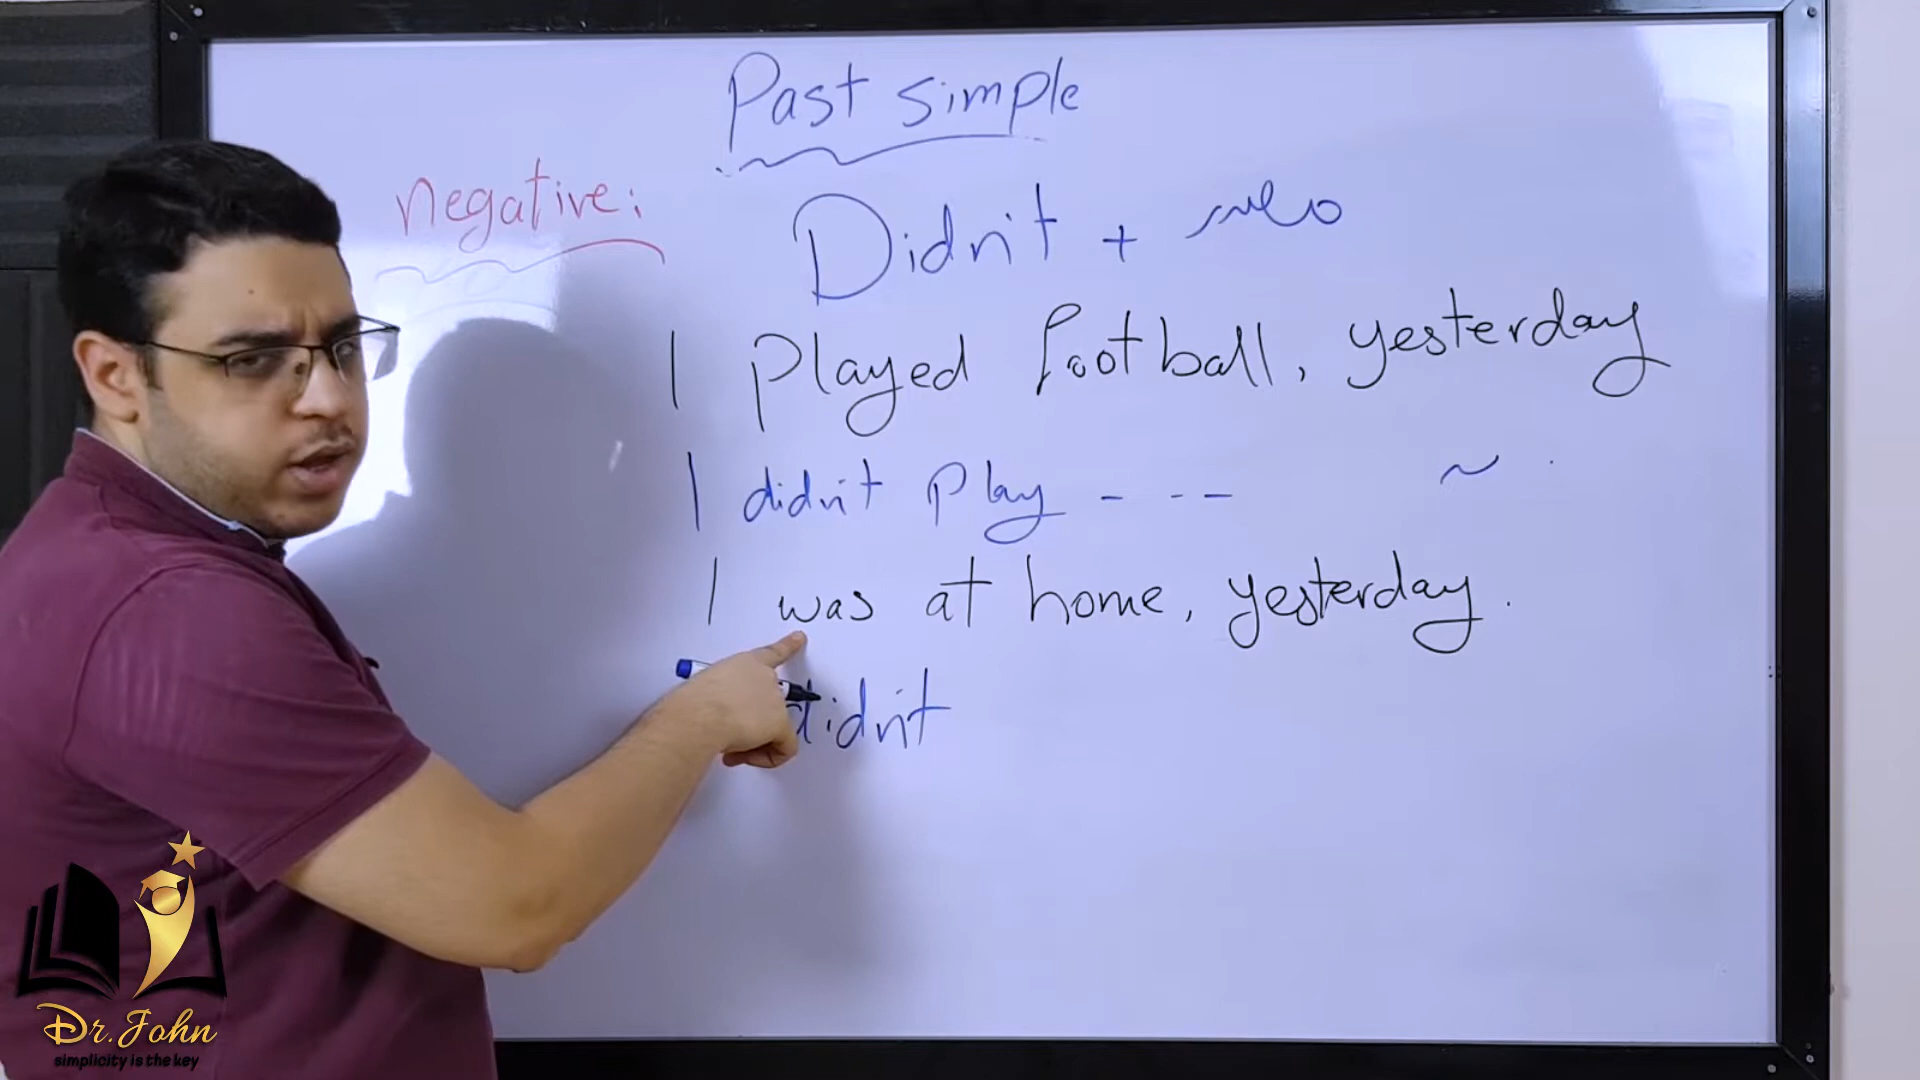 Past simple
negative:
Didn't +
I played football, yesterday
I didn't play - - -
I was at home, yesterday.
didn't
Dr.John
simplicity is the key